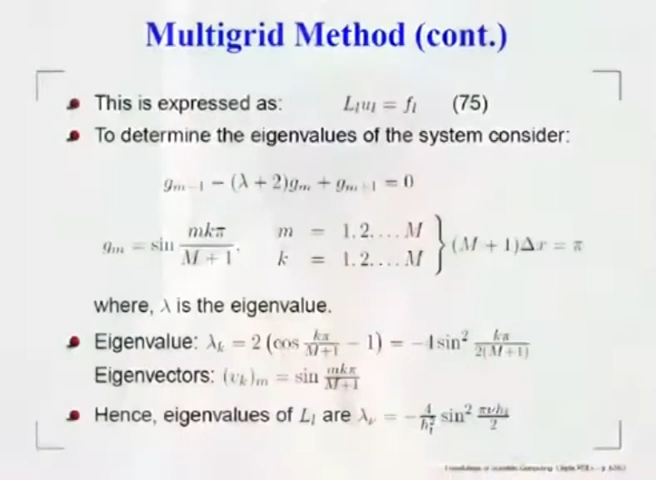 Multigrid Method (cont.)
This is expressed as: L_l u_l = f_l (75)
To determine the eigenvalues of the system consider:
g_{m-1} − (λ + 2)g_m + g_{m+1} = 0
g_m = sin mkπ/(M + 1), m = 1, 2, ... M } (M + 1)Δx = π
k = 1, 2, ... M
where, λ is the eigenvalue.
Eigenvalue: λ_k = 2 (cos kπ/(M+1) − 1) = −4 sin² kπ/(2(M+1))
Eigenvectors: (v_k)_m = sin mkπ/(M+1)
Hence, eigenvalues of L_l are λ_ν = −4/h_l² sin² πνh_l/2